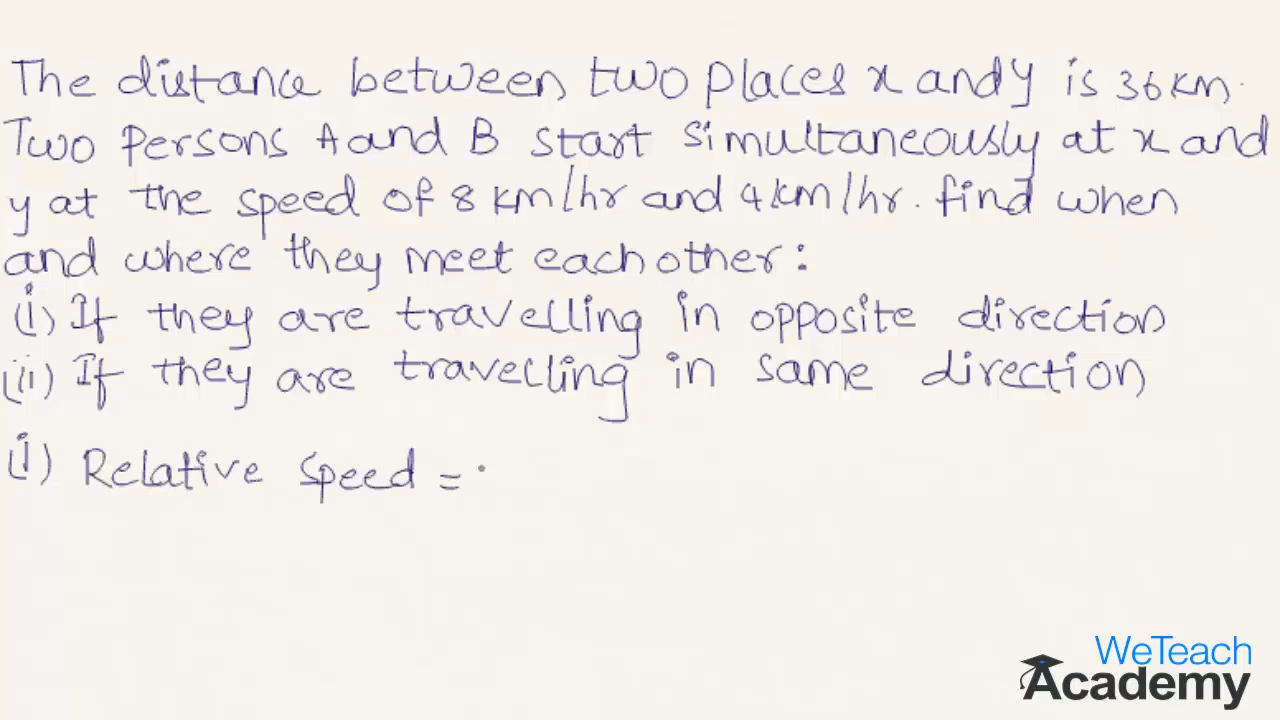 The distance between two places x and y is 36 km.
Two Persons A and B start simultaneously at x and
y at the speed of 8 km/hr and 4 km/hr. find when
and where they meet each other:
(i) If they are travelling in opposite direction
(ii) If they are travelling in same direction
(i) Relative Speed =
WeTeach
Academy